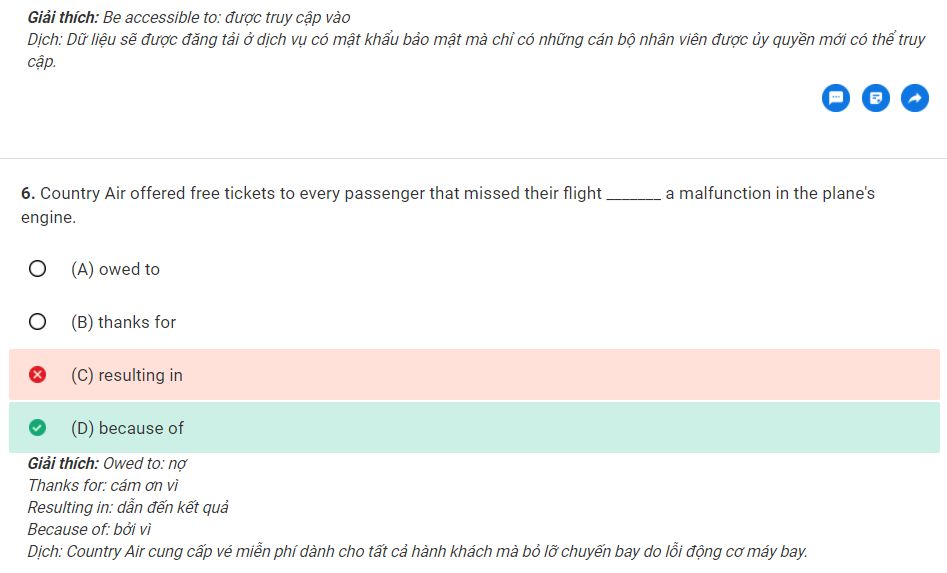 Giải thích: Be accessible to: được truy cập vào
Dịch: Dữ liệu sẽ được đăng tải ở dịch vụ có mật khẩu bảo mật mà chỉ có những cán bộ nhân viên được ủy quyền mới có thể truy
cập.
6. Country Air offered free tickets to every passenger that missed their flight _______ a malfunction in the plane's
engine.
(A) owed to
(B) thanks for
(C) resulting in
(D) because of
Giải thích: Owed to: nợ
Thanks for: cám ơn vì
Resulting in: dẫn đến kết quả
Because of: bởi vì
Dịch: Country Air cung cấp vé miễn phí dành cho tất cả hành khách mà bỏ lỡ chuyến bay do lỗi động cơ máy bay.